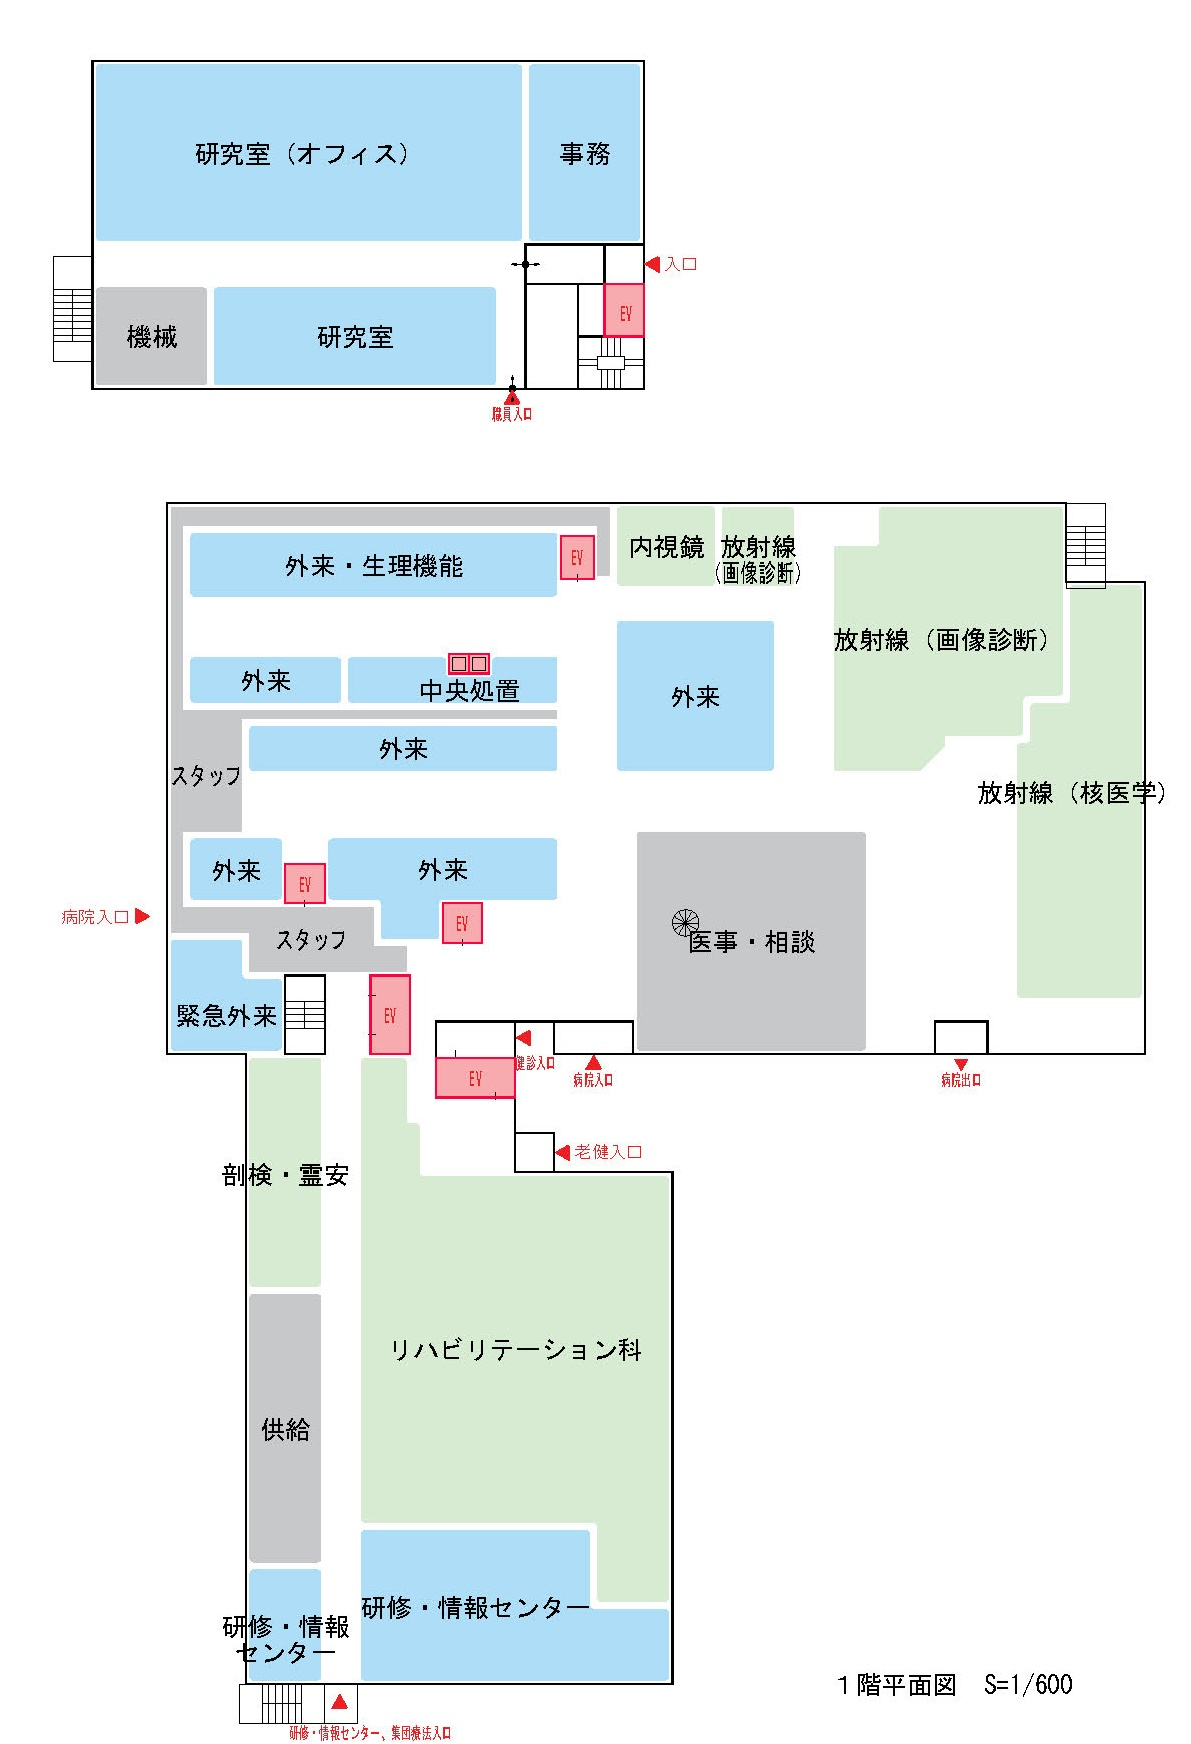 研究室（オフィス）
事務
入口
EV
機械
研究室
職員入口
内視鏡
放射線
（画像診断）
外来・生理機能
EV
放射線（画像診断）
外来
中央処置
外来
外来
スタッフ
放射線（核医学）
外来
EV
外来
病院入口
EV
スタッフ
医事・相談
緊急外来
EV
健診入口
EV
病院入口
病院出口
老健入口
剖検・霊安
リハビリテーション科
供給
研修・情報センター
研修・情報
センター
１階平面図　S=1/600
研修・情報センター、集団療法入口